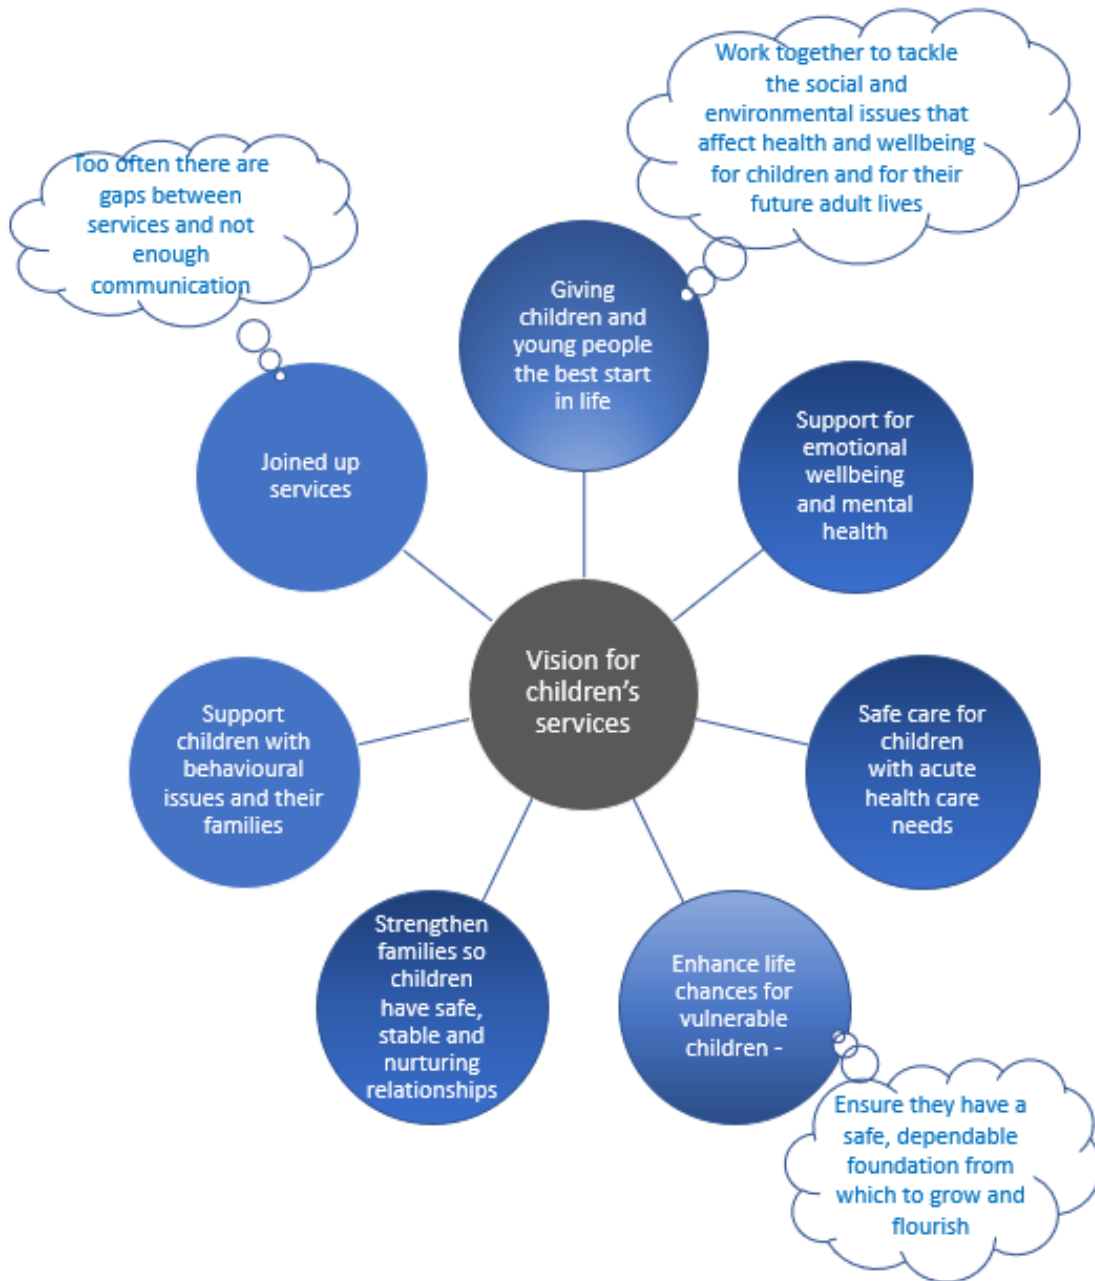 Work together to tackle
the social and
environmental issues that
affect health and wellbeing
for children and for their
future adult lives
Too often there are
gaps between
services and not
enough
communication
Giving
children and
young people
the best start
in life
Support for
emotional
wellbeing
and mental
health
Joined up
services
Vision for
children’s
services
Safe care for
children
with acute
health care
needs
Support
children with
behavioural
issues and their
families
Enhance life
chances for
vulnerable
children -
Strengthen
families so
children
have safe,
stable and
nurturing
relationships
Ensure they have a
safe, dependable
foundation from
which to grow and
flourish